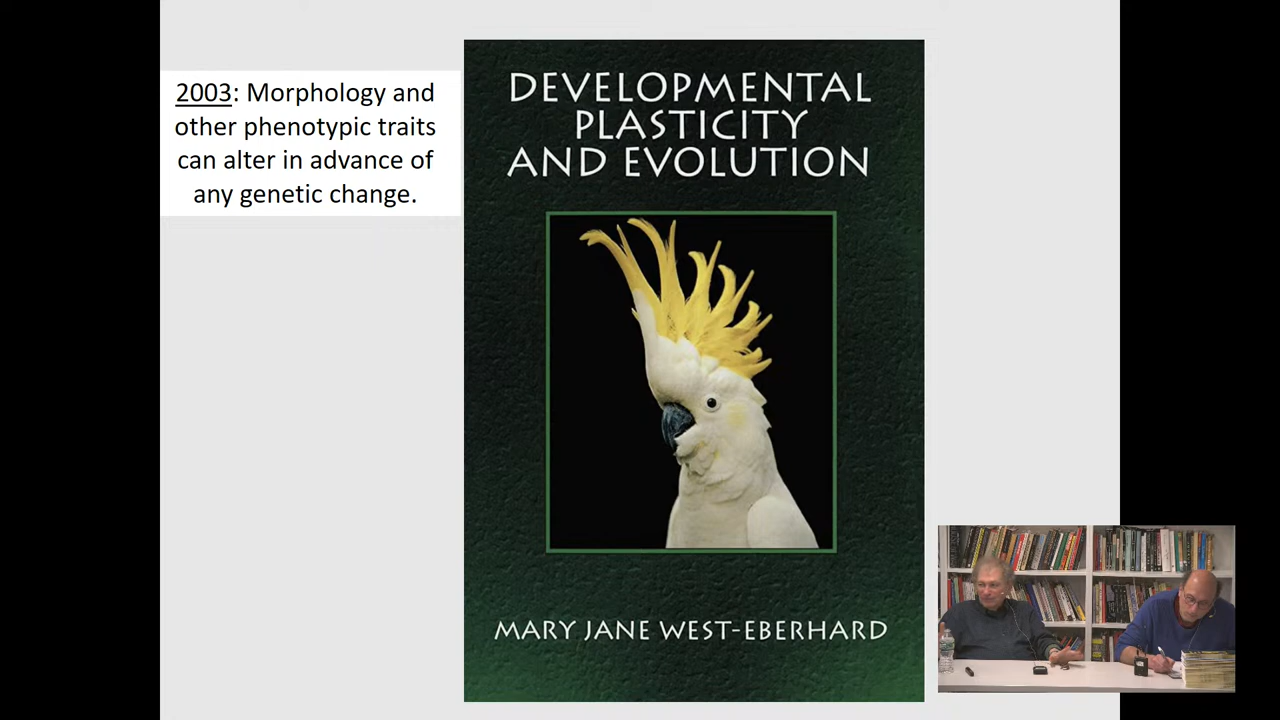 2003: Morphology and
other phenotypic traits
can alter in advance of
any genetic change.
DEVELOPMENTAL
PLASTICITY
AND EVOLUTION
MARY JANE WEST-EBERHARD